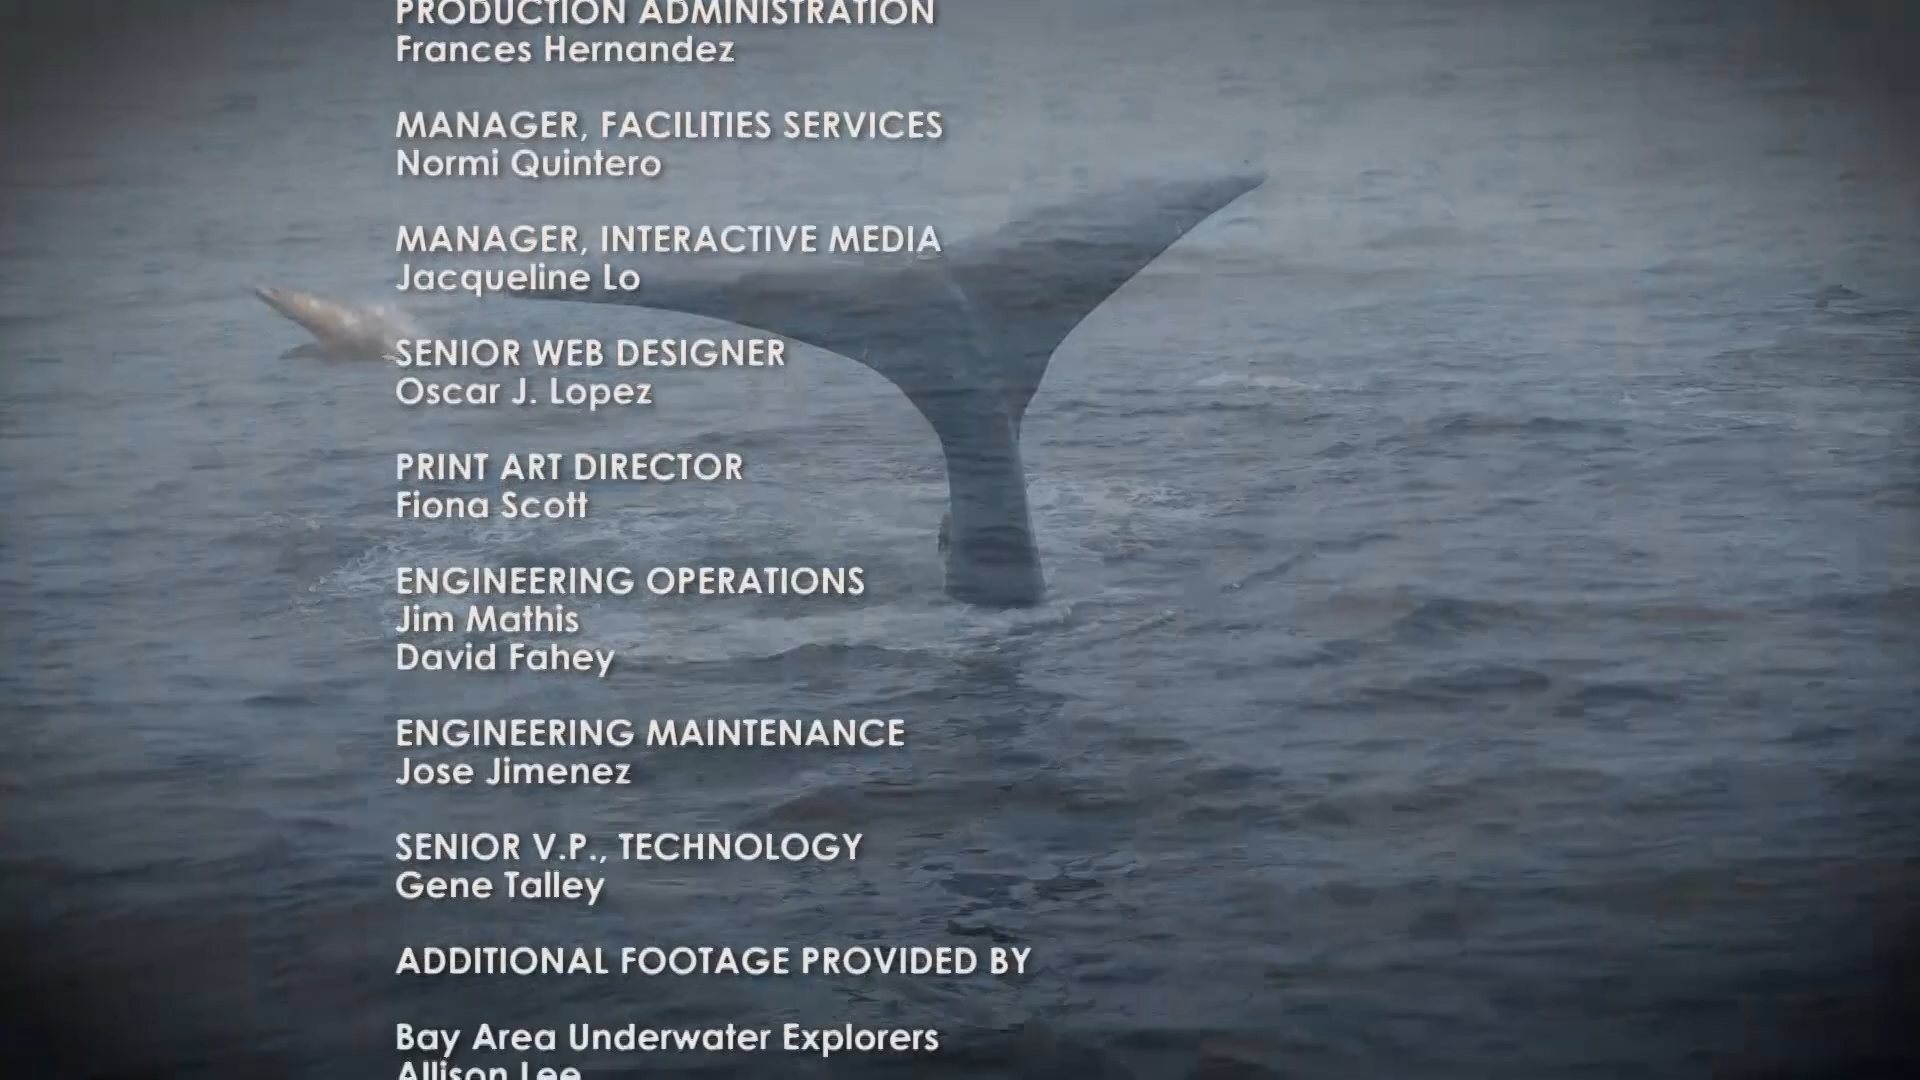 PRODUCTION ADMINISTRATION
Frances Hernandez
MANAGER, FACILITIES SERVICES
Normi Quintero
MANAGER, INTERACTIVE MEDIA
Jacqueline Lo
SENIOR WEB DESIGNER
Oscar J. Lopez
PRINT ART DIRECTOR
Fiona Scott
ENGINEERING OPERATIONS
Jim Mathis
David Fahey
ENGINEERING MAINTENANCE
Jose Jimenez
SENIOR V.P., TECHNOLOGY
Gene Talley
ADDITIONAL FOOTAGE PROVIDED BY
Bay Area Underwater Explorers
Allison Lee